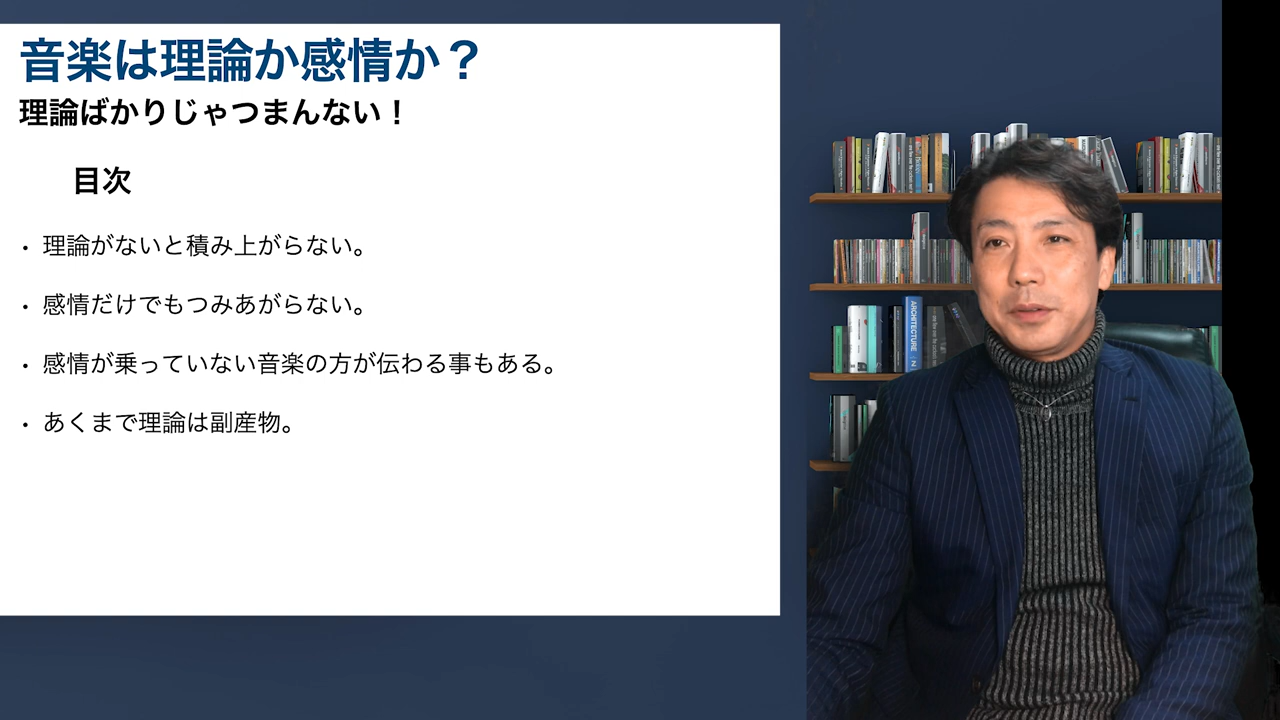 音楽は理論か感情か？
理論ばかりじゃつまんない！
目次
・ 理論がないと積み上がらない。
・ 感情だけでもつみあがらない。
・ 感情が乗っていない音楽の方が伝わる事もある。
・ あくまで理論は副産物。
ARCHITECTURE